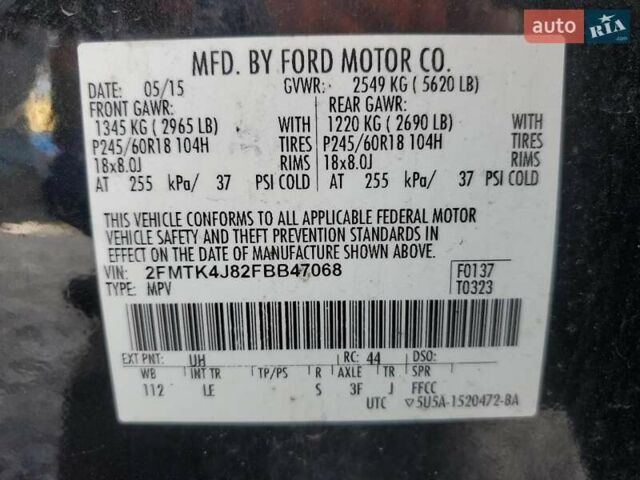 auto RIA
.com
MFD. BY FORD MOTOR CO.
DATE: 05/15 GVWR: 2549 KG ( 5620 LB)
FRONT GAWR: REAR GAWR:
1345 KG ( 2965 LB) WITH 1220 KG ( 2690 LB) WITH
P245/60R18 104H TIRES P245/60R18 104H TIRES
18x8.0J RIMS 18x8.0J RIMS
AT 255 kPa/ 37 PSI COLD AT 255 kPa/ 37 PSI COLD
THIS VEHICLE CONFORMS TO ALL APPLICABLE FEDERAL MOTOR
VEHICLE SAFETY AND THEFT PREVENTION STANDARDS IN
EFFECT ON THE DATE OF MANUFACTURE SHOWN ABOVE.
VIN: 2FMTK4J82FBB47068 F0137
TYPE: MPV T0323
EXT PNT: UH RC: 44 DSO:
WB INT TR TP/PS R AXLE TR SPR
112 LE S 3F J FFCC
UTC ▽5U5A-1520472-BA